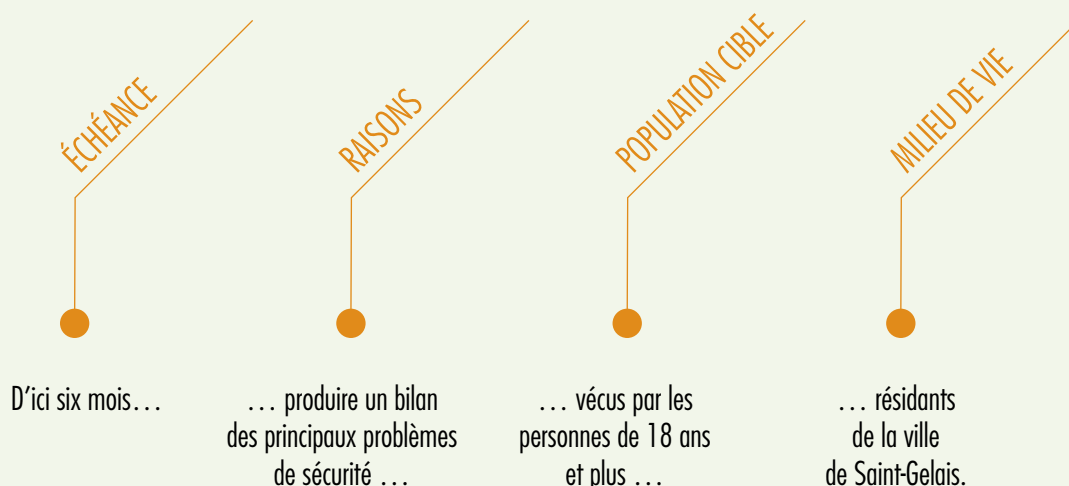 ÉCHÉANCE
RAISONS
POPULATION CIBLE
MILIEU DE VIE
D'ici six mois…
… produire un bilan
des principaux problèmes
de sécurité …
… vécus par les
personnes de 18 ans
et plus …
… résidants
de la ville
de Saint-Gelais.